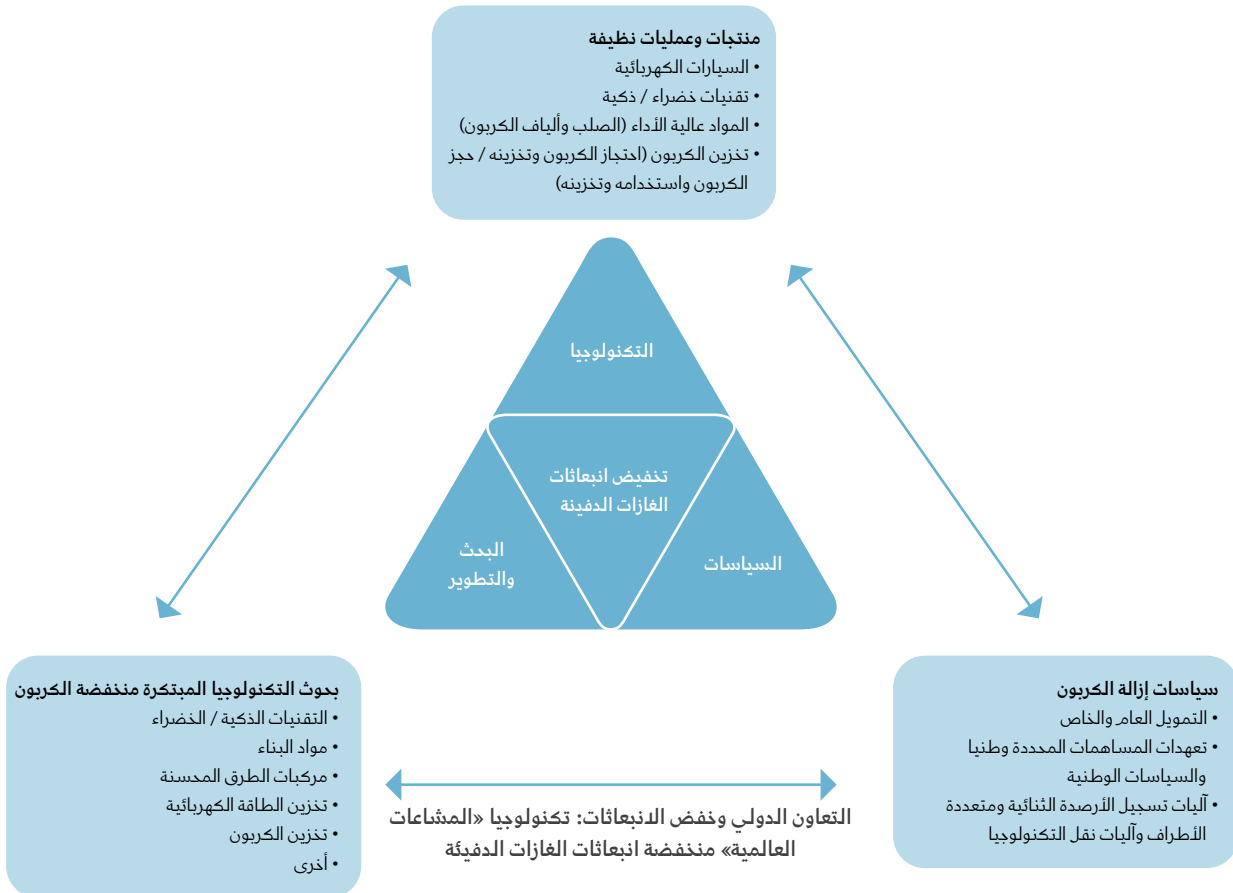 منتجات وعمليات نظيفة
• السيارات الكهربائية
• تقنيات خضراء / ذكية
• المواد عالية الأداء (الصلب وألياف الكربون)
• تخزين الكربون (احتجاز الكربون وتخزينه / حجز
الكربون واستخدامه وتخزينه)
التكنولوجيا
تخفيض انبعاثات
الغازات الدفينة
البحث
والتطوير
السياسات
سياسات إزالة الكربون
• التمويل العام والخاص
• تعهدات المساهمات المحددة وطنيا
والسياسات الوطنية
• آليات تسجيل الأرصدة الثنائية ومتعددة
الأطراف وآليات نقل التكنولوجيا
التعاون الدولي وخفض الانبعاثات: تكنولوجيا «المشاعات
العالمية» منخفضة انبعاثات الغازات الدفيئة
بحوث التكنولوجيا المبتكرة منخفضة الكربون
• التقنيات الذكية / الخضراء
• مواد البناء
• مركبات الطرق المحسنة
• تخزين الطاقة الكهربائية
• تخزين الكربون
• أخرى